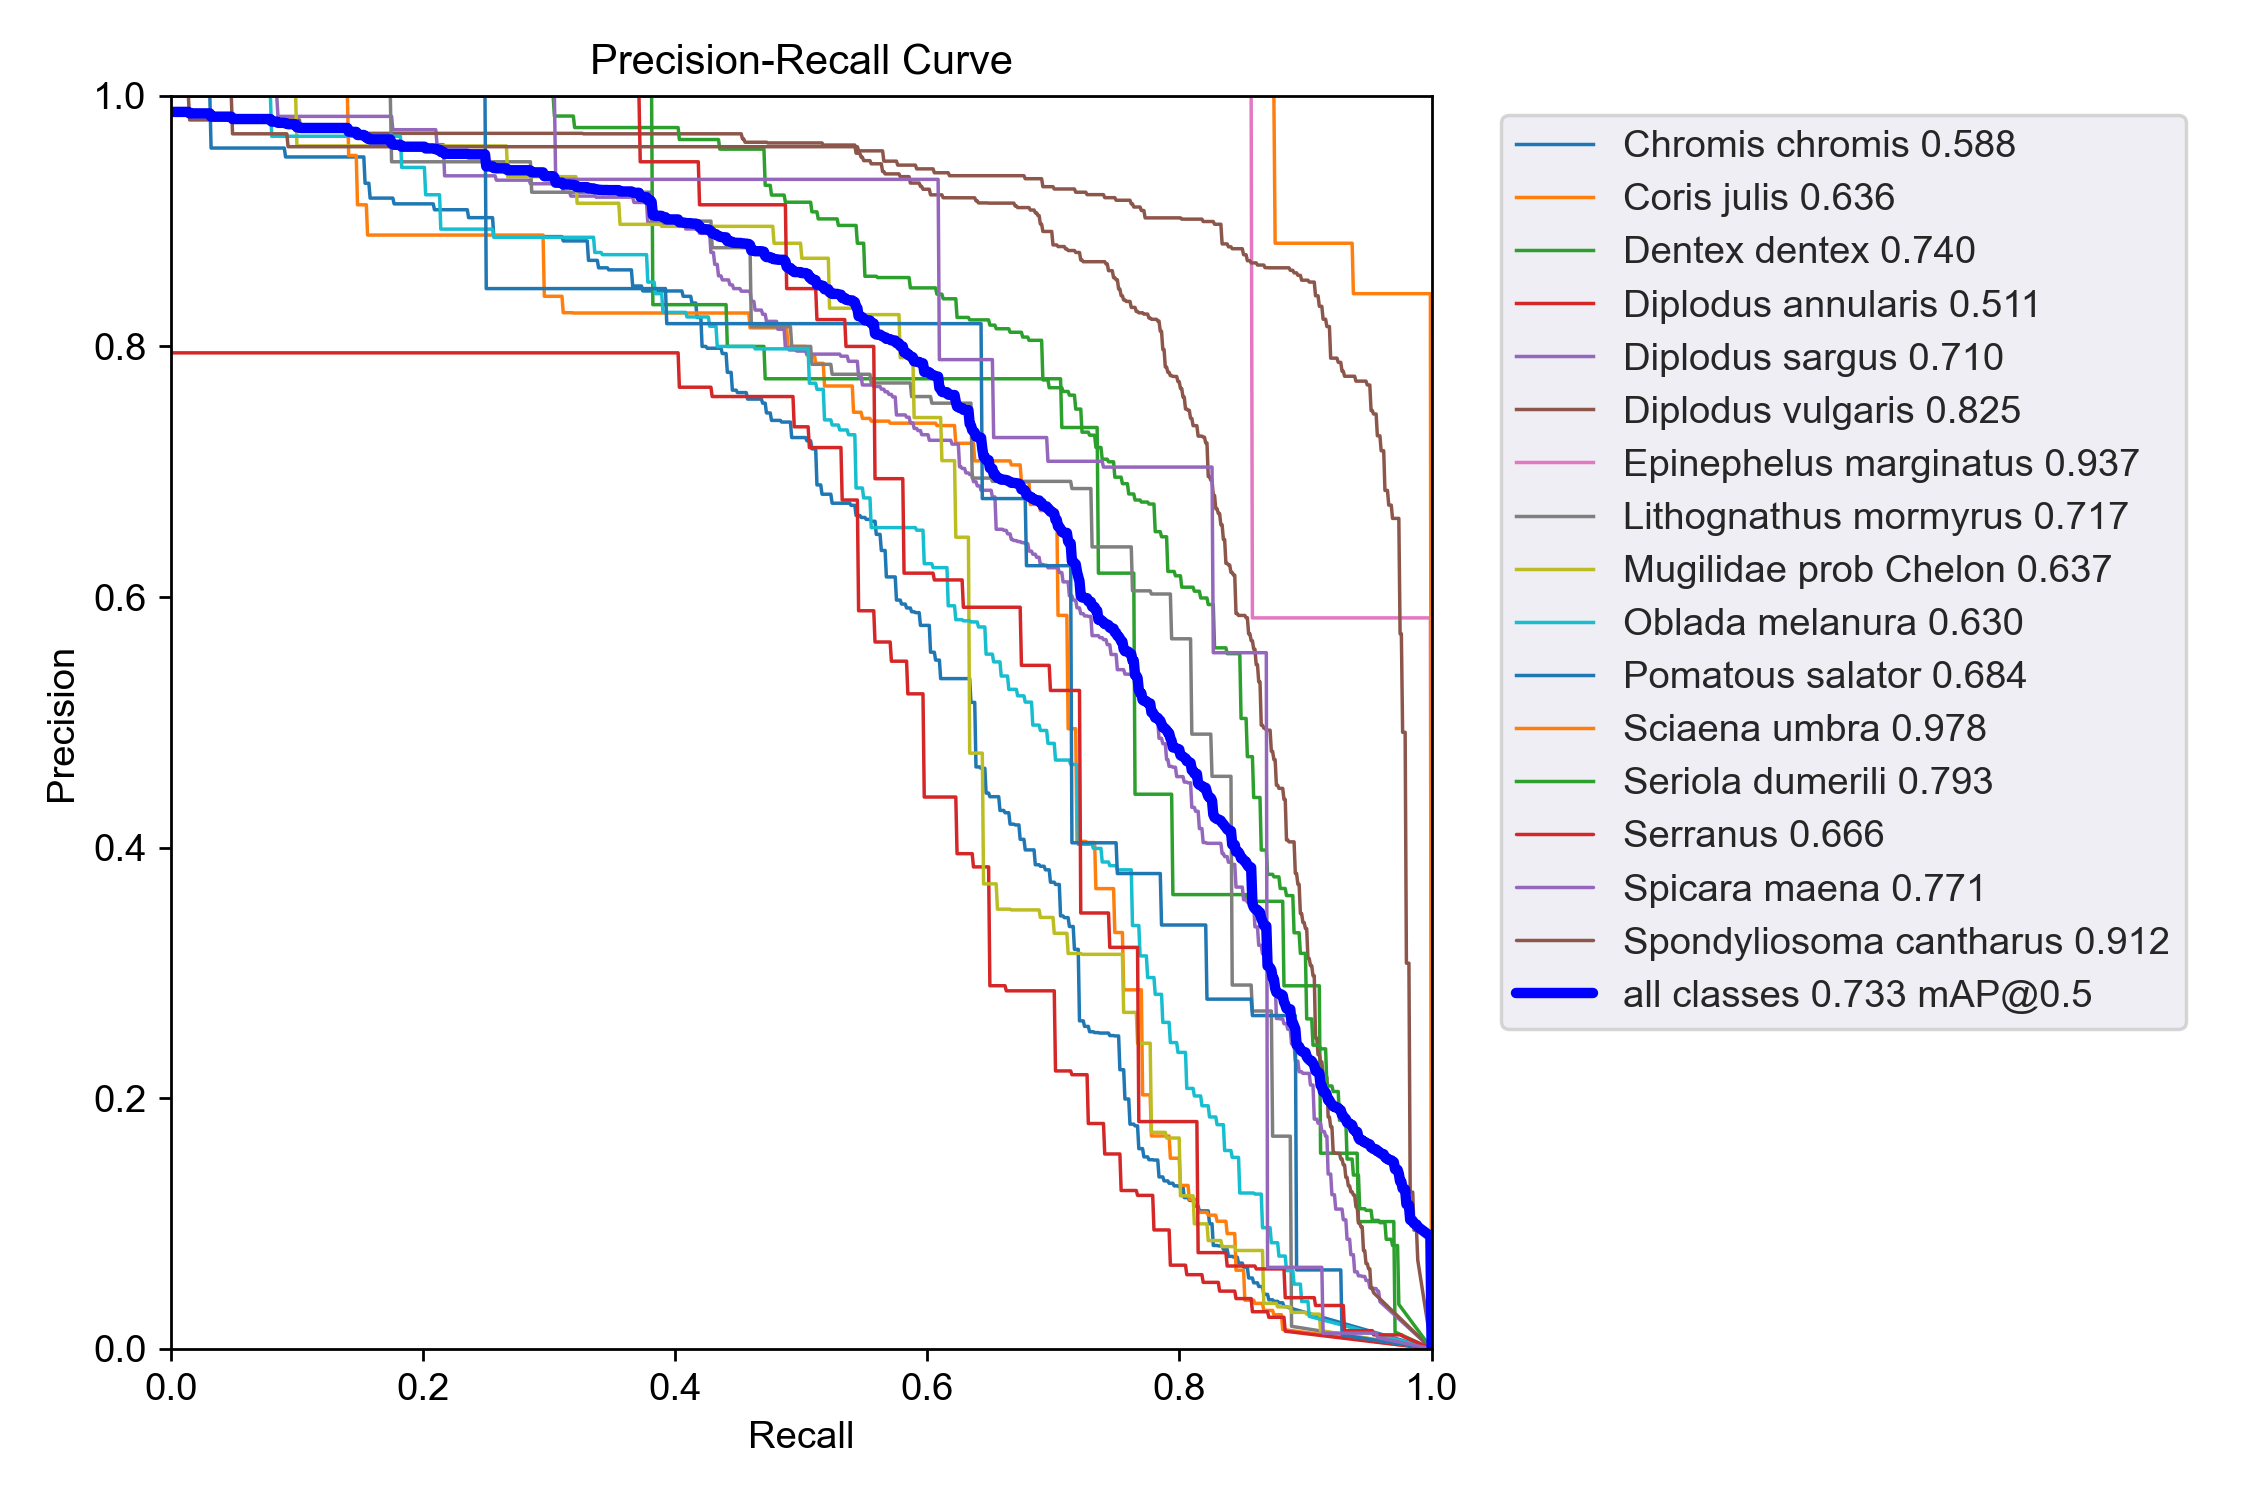 Precision-Recall Curve
1.0
0.8
0.6
0.4
0.2
0.0
Precision
0.0 0.2 0.4 0.6 0.8 1.0
Recall
Chromis chromis 0.588
Coris julis 0.636
Dentex dentex 0.740
Diplodus annularis 0.511
Diplodus sargus 0.710
Diplodus vulgaris 0.825
Epinephelus marginatus 0.937
Lithognathus mormyrus 0.717
Mugilidae prob Chelon 0.637
Oblada melanura 0.630
Pomatous salator 0.684
Sciaena umbra 0.978
Seriola dumerili 0.793
Serranus 0.666
Spicara maena 0.771
Spondyliosoma cantharus 0.912
all classes 0.733 mAP@0.5